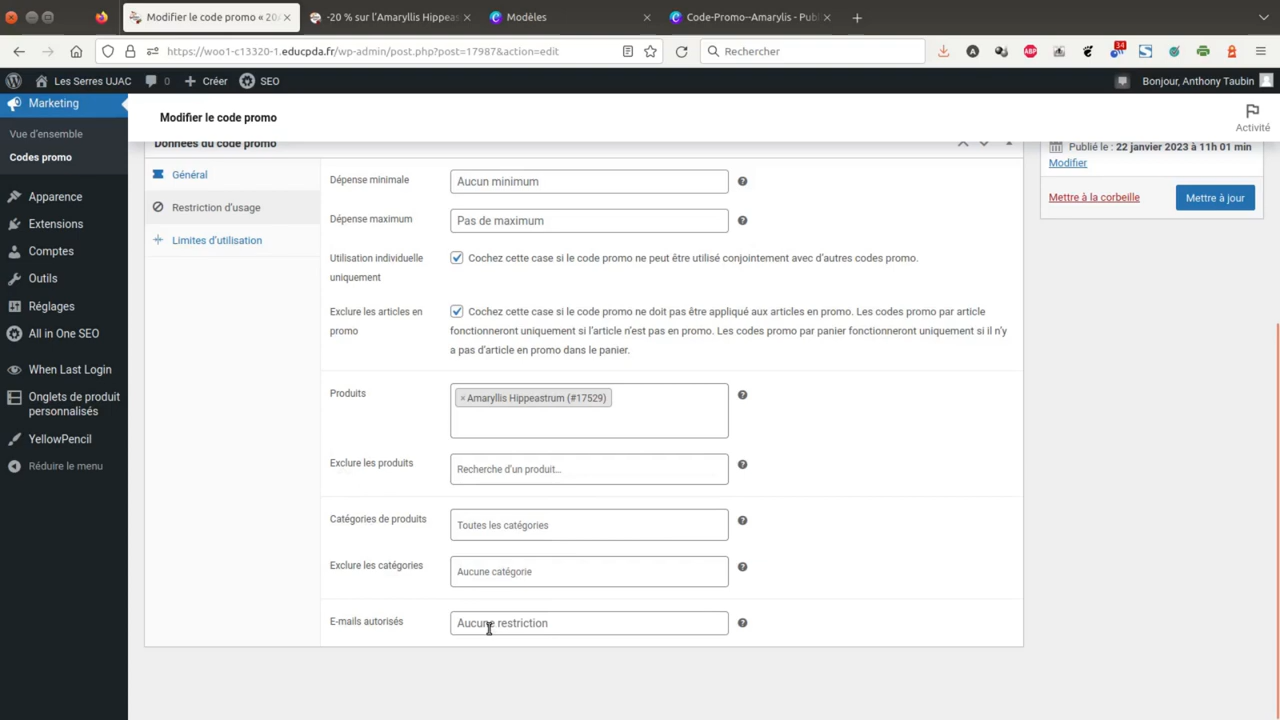 Modifier le code promo « 20/
-20 % sur l'Amaryllis Hippeas
Modèles
Code-Promo--Amarylis - Publ
https://woo1-c13320-1.educpda.fr/wp-admin/post.php?post=17987&action=edit
Rechercher
ABP
34
Les Serres UJAC
0
Créer
SEO
Bonjour, Anthony Taubin
Marketing
Vue d'ensemble
Codes promo
Apparence
Extensions
Comptes
Outils
Réglages
All in One SEO
When Last Login
Onglets de produit
personnalisés
YellowPencil
Réduire le menu
Modifier le code promo
Activité
Données du code promo
Général
Restriction d'usage
Limites d'utilisation
Dépense minimale
Aucun minimum
Dépense maximum
Pas de maximum
Utilisation individuelle
uniquement
Cochez cette case si le code promo ne peut être utilisé conjointement avec d'autres codes promo.
Exclure les articles en
promo
Cochez cette case si le code promo ne doit pas être appliqué aux articles en promo. Les codes promo par article
fonctionneront uniquement si l'article n'est pas en promo. Les codes promo par panier fonctionneront uniquement si il n'y
a pas d'article en promo dans le panier.
Produits
× Amaryllis Hippeastrum (#17529)
Exclure les produits
Recherche d'un produit…
Catégories de produits
Toutes les catégories
Exclure les catégories
Aucune catégorie
E-mails autorisés
Aucune restriction
Publié le : 22 janvier 2023 à 11h 01 min
Modifier
Mettre à la corbeille
Mettre à jour